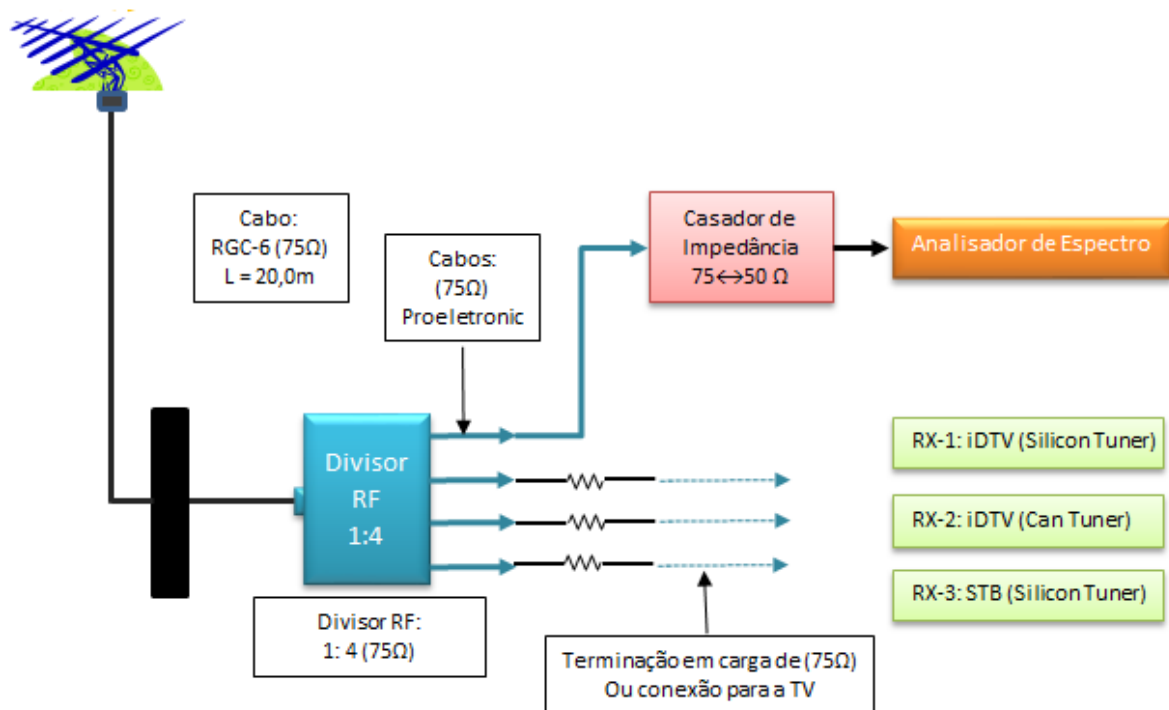 Cabo:
RGC-6 (75Ω)
L = 20,0m
Cabos:
(75Ω)
Proeletronic
Casador de
Impedância
75↔50 Ω
Analisador de Espectro
Divisor
RF
1:4
RX-1: iDTV (Silicon Tuner)
RX-2: iDTV (Can Tuner)
RX-3: STB (Silicon Tuner)
Divisor RF:
1: 4 (75Ω)
Terminação em carga de (75Ω)
Ou conexão para a TV